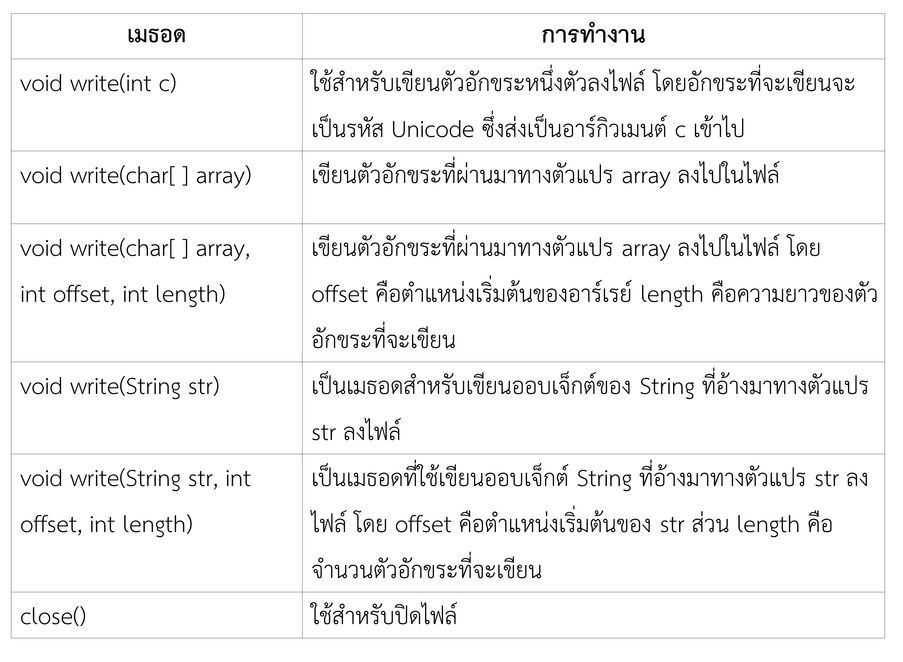 เมธอด
การทำงาน
void write(int c)
ใช้สำหรับเขียนตัวอักขระหนึ่งตัวลงไฟล์ โดยอักขระที่จะเขียนจะ
เป็นรหัส Unicode ซึ่งส่งเป็นอาร์กิวเมนต์ c เข้าไป
void write(char[ ] array)
เขียนตัวอักขระที่ผ่านมาทางตัวแปร array ลงไปในไฟล์
void write(char[ ] array,
int offset, int length)
เขียนตัวอักขระที่ผ่านมาทางตัวแปร array ลงไปในไฟล์ โดย
offset คือตำแหน่งเริ่มต้นของอาร์เรย์ length คือความยาวของตัว
อักขระที่จะเขียน
void write(String str)
เป็นเมธอดสำหรับเขียนออบเจ็กต์ของ String ที่อ้างมาทางตัวแปร
str ลงไฟล์
void write(String str, int
offset, int length)
เป็นเมธอดที่ใช้เขียนออบเจ็กต์ String ที่อ้างมาทางตัวแปร str ลง
ไฟล์ โดย offset คือตำแหน่งเริ่มต้นของ str ส่วน length คือ
จำนวนตัวอักขระที่จะเขียน
close()
ใช้สำหรับปิดไฟล์